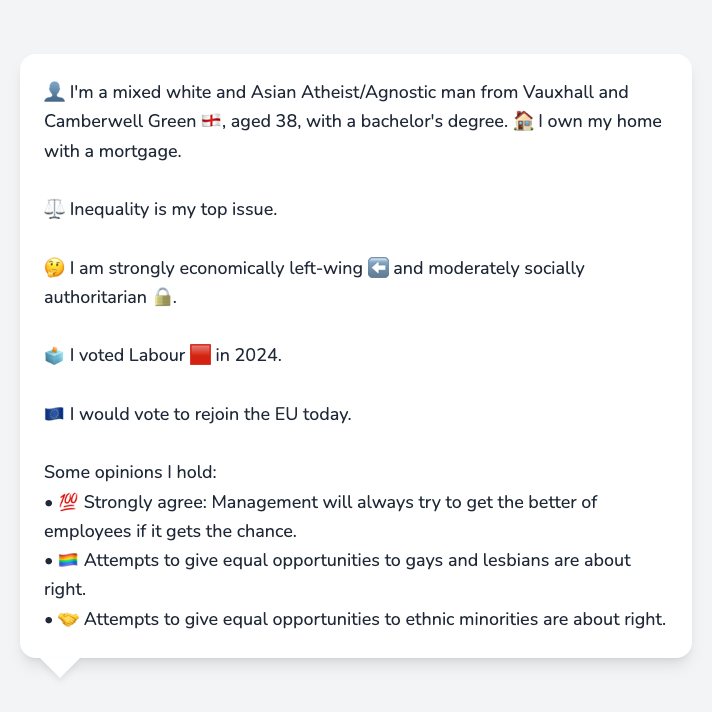 👤 I'm a mixed white and Asian Atheist/Agnostic man from Vauxhall and
Camberwell Green 🏴󠁧󠁢󠁥󠁮󠁧󠁿, aged 38, with a bachelor's degree. 🏠 I own my home
with a mortgage.
⚖️ Inequality is my top issue.
🤔 I am strongly economically left-wing ⬅️ and moderately socially
authoritarian 🔒.
🗳️ I voted Labour 🟥 in 2024.
🇪🇺 I would vote to rejoin the EU today.
Some opinions I hold:
• 💯 Strongly agree: Management will always try to get the better of
employees if it gets the chance.
• 🏳️‍🌈 Attempts to give equal opportunities to gays and lesbians are about
right.
• 🤝 Attempts to give equal opportunities to ethnic minorities are about right.